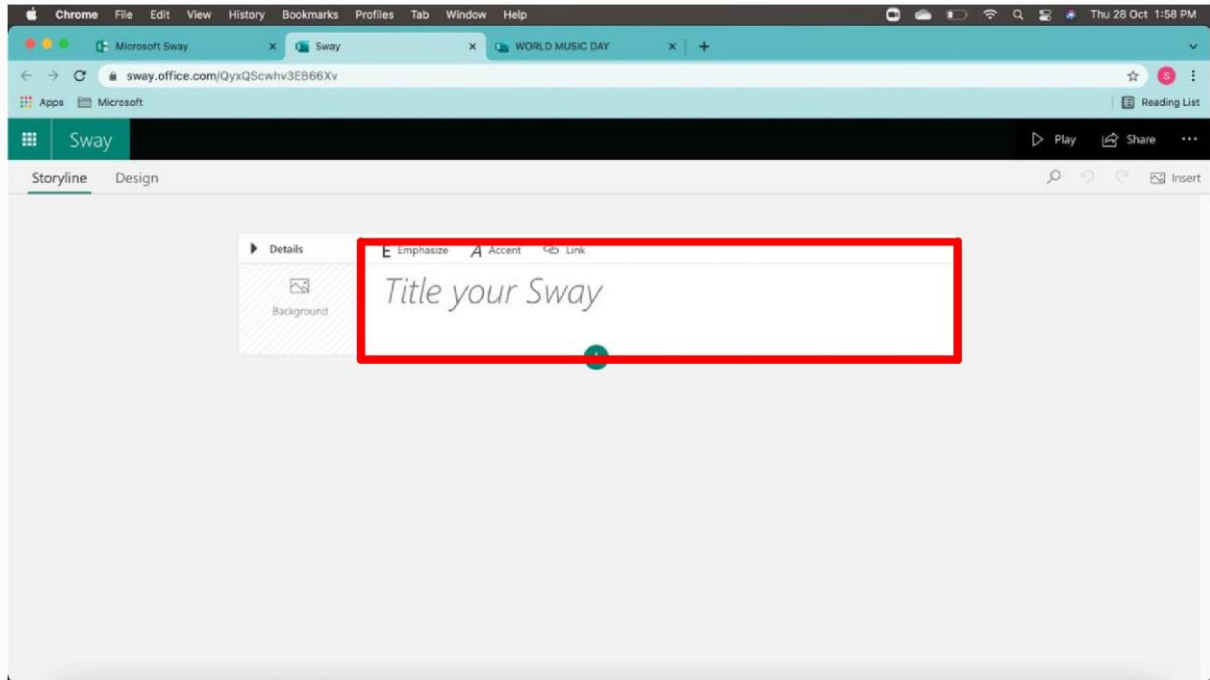 Chrome File Edit View History Bookmarks Profiles Tab Window Help Thu 28 Oct 1:58 PM
Microsoft Sway Sway WORLD MUSIC DAY
sway.office.com/QyxQScwhv3EB66Xv S
Apps Microsoft Reading List
Sway Play Share
Storyline Design Insert
Details E Emphasize A Accent Link
Title your Sway
Background